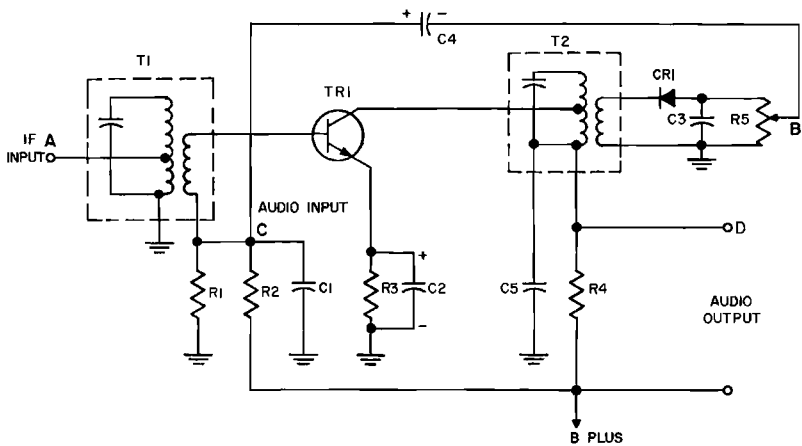 + −
C4
T1
T2
CR1
TR1
C3
R5
B
IF A
INPUT
AUDIO INPUT
C
D
+
R1
R2
C1
R3
C2
C5
R4
−
AUDIO
OUTPUT
B PLUS